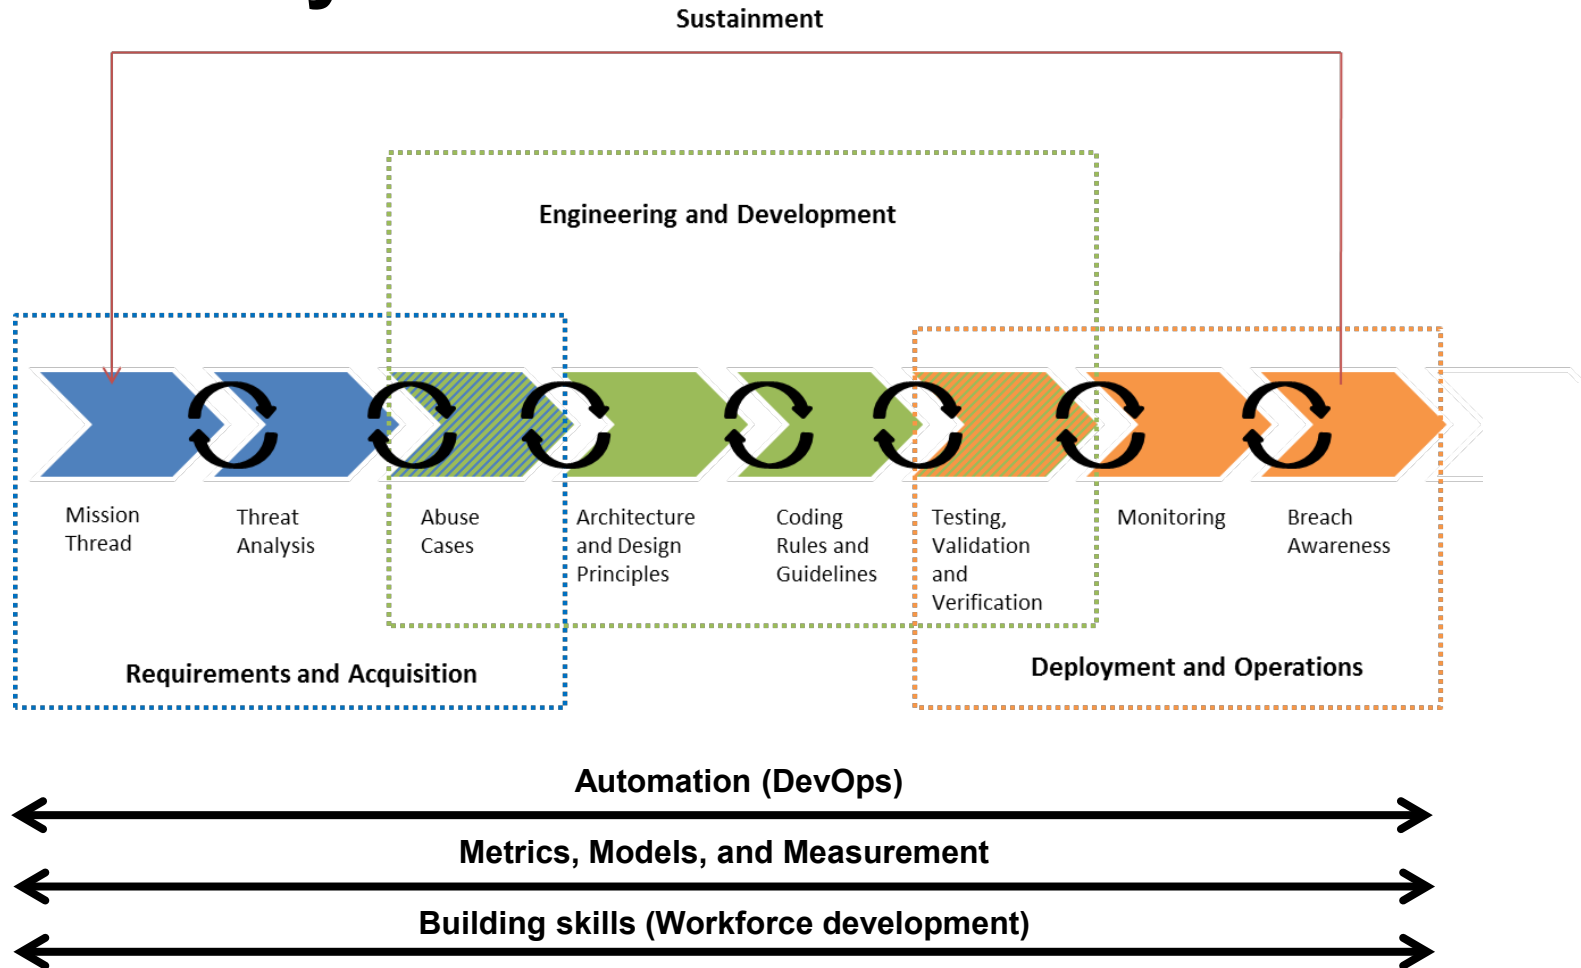 Sustainment
Engineering and Development
Mission
Thread
Threat
Analysis
Abuse
Cases
Architecture
and Design
Principles
Coding
Rules and
Guidelines
Testing,
Validation
and
Verification
Monitoring
Breach
Awareness
Requirements and Acquisition
Deployment and Operations
Automation (DevOps)
Metrics, Models, and Measurement
Building skills (Workforce development)